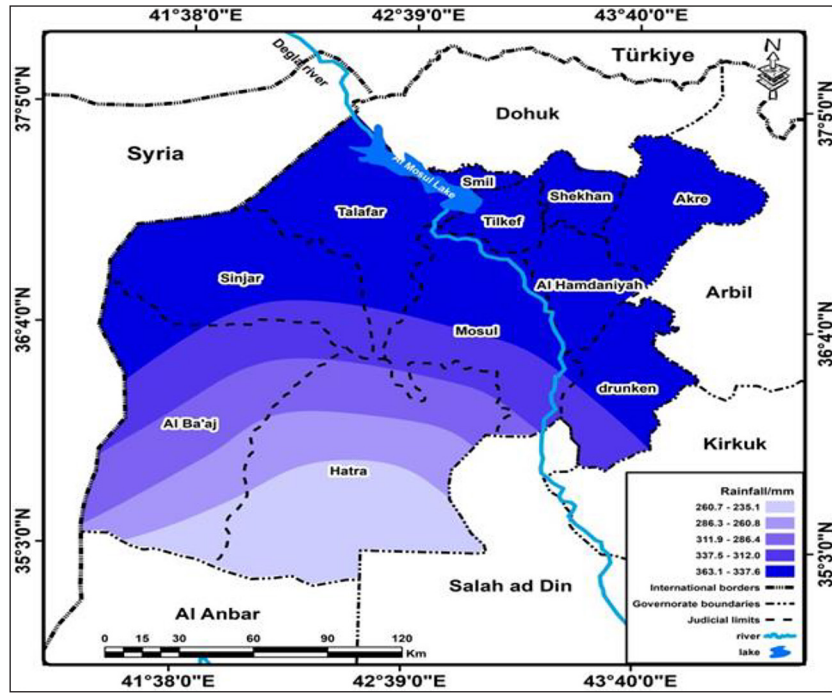 41°38'0"E
42°39'0"E
43°40'0"E
37°5'0"N
36°4'0"N
35°3'0"N
37°5'0"N
36°4'0"N
35°3'0"N
Degla river
Türkiye
N
Dohuk
Syria
Al Mosul Lake
Smil
Shekhan
Akre
Talafar
Tilkef
Sinjar
Al Hamdaniyah
Arbil
Mosul
drunken
Al Ba'aj
Kirkuk
Hatra
Salah ad Din
Al Anbar
Rainfall/mm
260.7 - 235.1
286.3 - 260.8
311.9 - 286.4
337.5 - 312.0
363.1 - 337.6
International borders
Governorate boundaries
Judicial limits
river
lake
0 15 30 60 90 120
Km
41°38'0"E
42°39'0"E
43°40'0"E